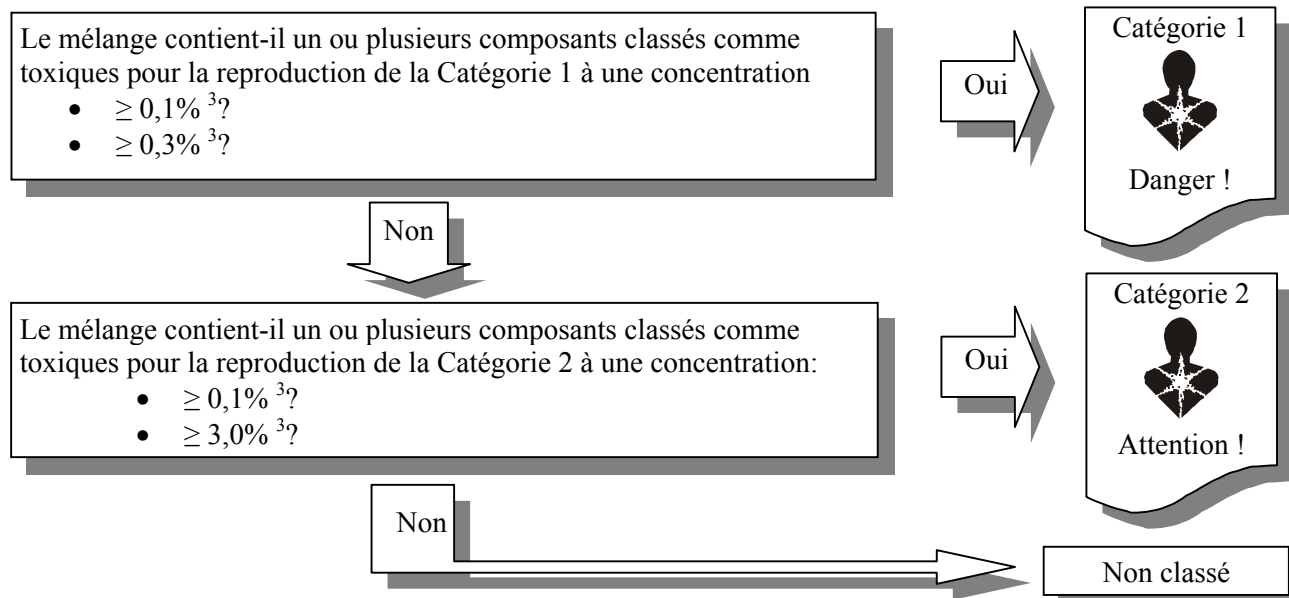 Le mélange contient-il un ou plusieurs composants classés comme
toxiques pour la reproduction de la Catégorie 1 à une concentration
• ≥ 0,1% ³?
• ≥ 0,3% ³?
Oui
Catégorie 1
Danger !
Non
Le mélange contient-il un ou plusieurs composants classés comme
toxiques pour la reproduction de la Catégorie 2 à une concentration:
• ≥ 0,1% ³?
• ≥ 3,0% ³?
Oui
Catégorie 2
Attention !
Non
Non classé